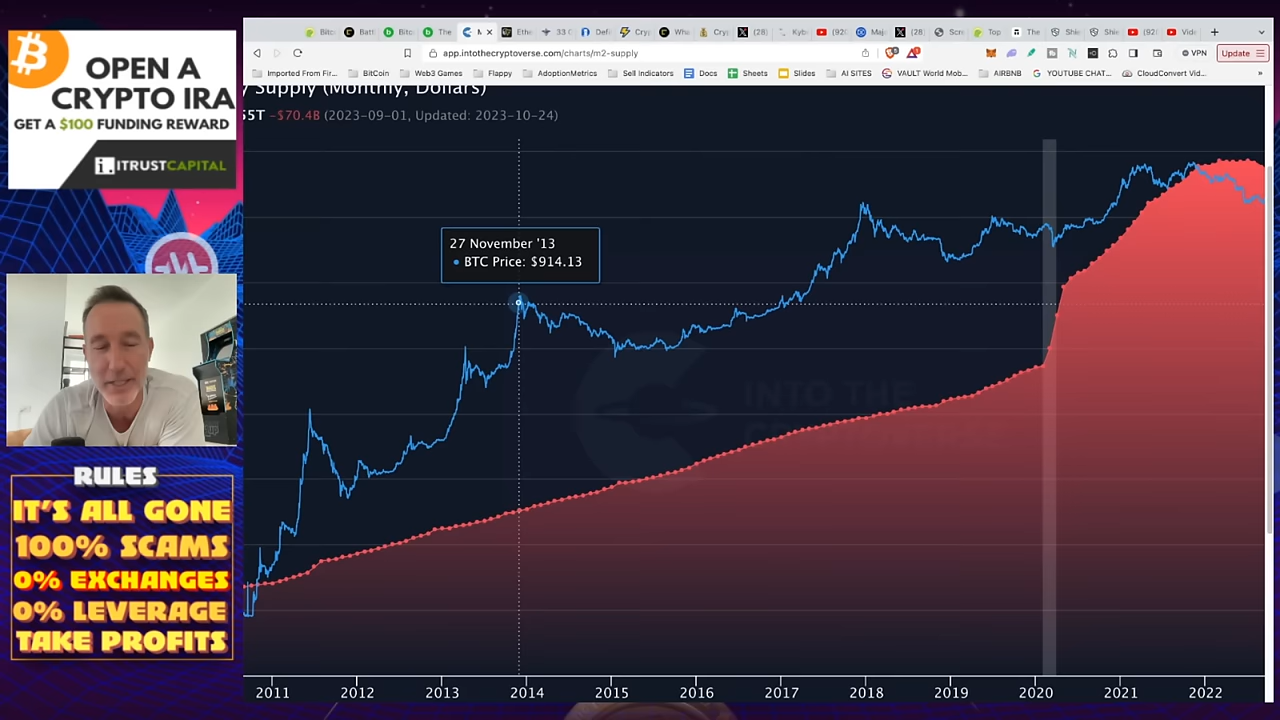 OPEN A
CRYPTO IRA
GET A $100 FUNDING REWARD
i. ITRUSTCAPITAL
RULES
IT'S ALL GONE
100% SCAMS
0% EXCHANGES
0% LEVERAGE
TAKE PROFITS
app.intothecryptoverse.com/charts/m2-supply
VPN
Update
Imported From Fir...
BitCoin
Web3 Games
Flappy
AdoptionMetrics
Sell Indicators
Docs
Sheets
Slides
AI SITES
VAULT World Mob...
AIRBNB
YOUTUBE CHAT...
CloudConvert Vid...
Supply (Monthly, Dollars)
5T -$70.4B (2023-09-01, Updated: 2023-10-24)
27 November '13
BTC Price: $914.13
INTO THE
2011 2012 2013 2014 2015 2016 2017 2018 2019 2020 2021 2022